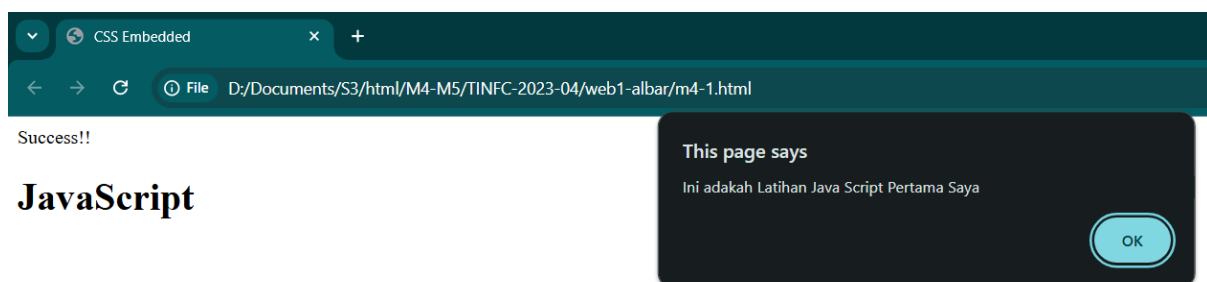 CSS Embedded
File D:/Documents/S3/html/M4-M5/TINFC-2023-04/web1-albar/m4-1.html
Success!!
JavaScript
This page says
Ini adakah Latihan Java Script Pertama Saya
OK